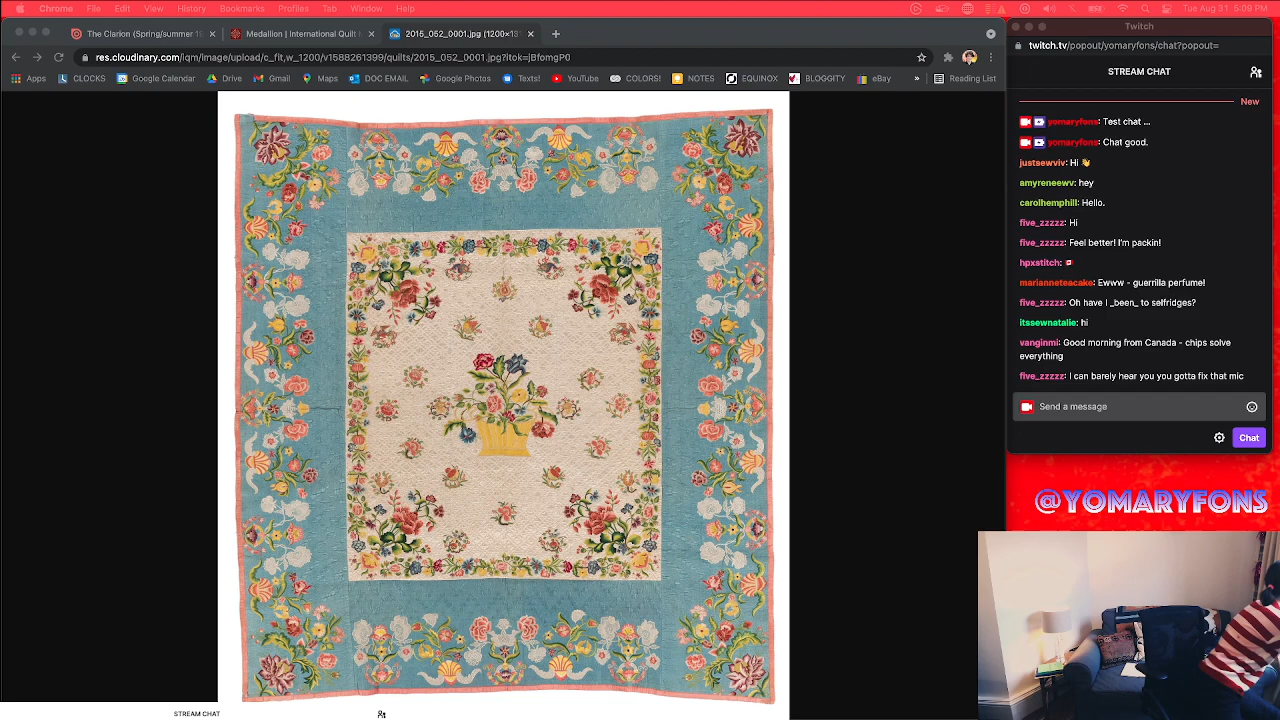 Chrome File Edit View History Bookmarks Profiles Tab Window Help Tue Aug 31 5:09 PM
The Clarion (Spring/summer 19 Medallion | International Quilt M 2015_052_0001.jpg (1200×13
res.cloudinary.com/iqm/image/upload/c_fit,w_1200/v1588261399/quilts/2015_052_0001.jpg?itok=jBfomgP0
Apps CLOCKS Google Calendar Drive Gmail Maps DOC EMAIL Google Photos Texts! YouTube COLORS! NOTES EQUINOX BLOGGITY eBay » Reading List
Twitch
twitch.tv/popout/yomaryfons/chat?popout=
STREAM CHAT
New
yomaryfons: Test chat ...
yomaryfons: Chat good.
justsewviv: Hi 👋
amyreneewv: hey
carolhemphill: Hello.
five_zzzzz: Hi
five_zzzzz: Feel better! I'm packin!
hpxstitch: 🇨🇦
marianneteacake: Ewww - guerrilla perfume!
five_zzzzz: Oh have I _been_ to selfridges?
itssewnatalie: hi
vanginmi: Good morning from Canada - chips solve
everything
five_zzzzz: I can barely hear you you gotta fix that mic
Send a message
Chat
@YOMARYFONS
STREAM CHAT